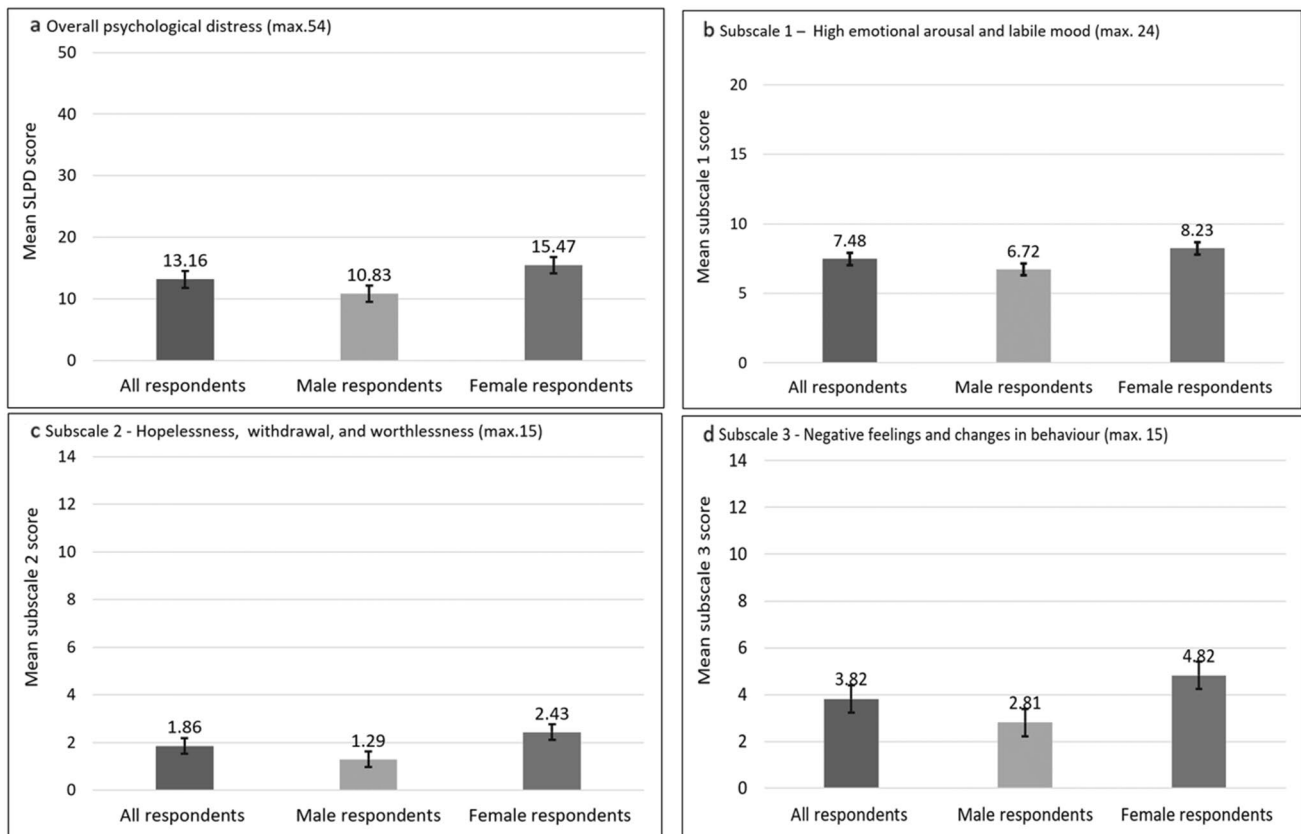 a Overall psychological distress (max.54)
50
40
30
20
10
0
Mean SLPD score
13.16
10.83
15.47
All respondents
Male respondents
Female respondents
b Subscale 1 – High emotional arousal and labile mood (max. 24)
20
15
10
5
0
Mean subscale 1 score
7.48
6.72
8.23
All respondents
Male respondents
Female respondents
c Subscale 2 - Hopelessness, withdrawal, and worthlessness (max.15)
14
12
10
8
6
4
2
0
Mean subscale 2 score
1.86
1.29
2.43
All respondents
Male respondents
Female respondents
d Subscale 3 - Negative feelings and changes in behaviour (max. 15)
14
12
10
8
6
4
2
0
Mean subscale 3 score
3.82
2.81
4.82
All respondents
Male respondents
Female respondents